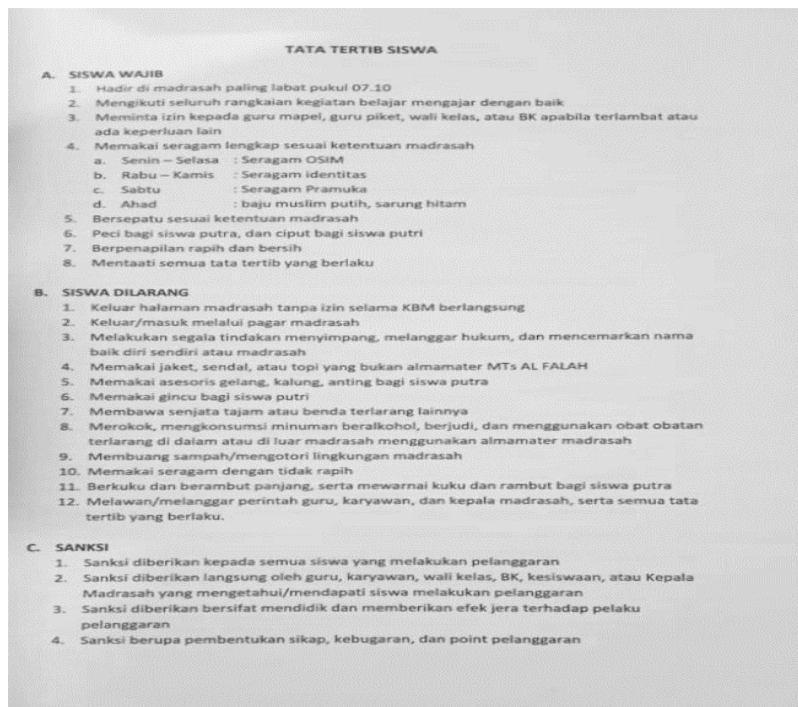 TATA TERTIB SISWA
A. SISWA WAJIB
1. Hadir di madrasah paling labat pukul 07.10
2. Mengikuti seluruh rangkaian kegiatan belajar mengajar dengan baik
3. Meminta izin kepada guru mapel, guru piket, wali kelas, atau BK apabila terlambat atau
ada keperluan lain
4. Memakai seragam lengkap sesuai ketentuan madrasah
a. Senin – Selasa : Seragam OSIM
b. Rabu – Kamis : Seragam identitas
c. Sabtu : Seragam Pramuka
d. Ahad : baju muslim putih, sarung hitam
5. Bersepatu sesuai ketentuan madrasah
6. Peci bagi siswa putra, dan ciput bagi siswa putri
7. Berpenapilan rapih dan bersih
8. Mentaati semua tata tertib yang berlaku
B. SISWA DILARANG
1. Keluar halaman madrasah tanpa izin selama KBM berlangsung
2. Keluar/masuk melalui pagar madrasah
3. Melakukan segala tindakan menyimpang, melanggar hukum, dan mencemarkan nama
baik diri sendiri atau madrasah
4. Memakai jaket, sendal, atau topi yang bukan almamater MTs AL FALAH
5. Memakai asesoris gelang, kalung, anting bagi siswa putra
6. Memakai gincu bagi siswa putri
7. Membawa senjata tajam atau benda terlarang lainnya
8. Merokok, mengkonsumsi minuman beralkohol, berjudi, dan menggunakan obat obatan
terlarang di dalam atau di luar madrasah menggunakan almamater madrasah
9. Membuang sampah/mengotori lingkungan madrasah
10. Memakai seragam dengan tidak rapih
11. Berkuku dan berambut panjang, serta mewarnai kuku dan rambut bagi siswa putra
12. Melawan/melanggar perintah guru, karyawan, dan kepala madrasah, serta semua tata
tertib yang berlaku.
C. SANKSI
1. Sanksi diberikan kepada semua siswa yang melakukan pelanggaran
2. Sanksi diberikan langsung oleh guru, karyawan, wali kelas, BK, kesiswaan, atau Kepala
Madrasah yang mengetahui/mendapati siswa melakukan pelanggaran
3. Sanksi diberikan bersifat mendidik dan memberikan efek jera terhadap pelaku
pelanggaran
4. Sanksi berupa pembentukan sikap, kebugaran, dan point pelanggaran